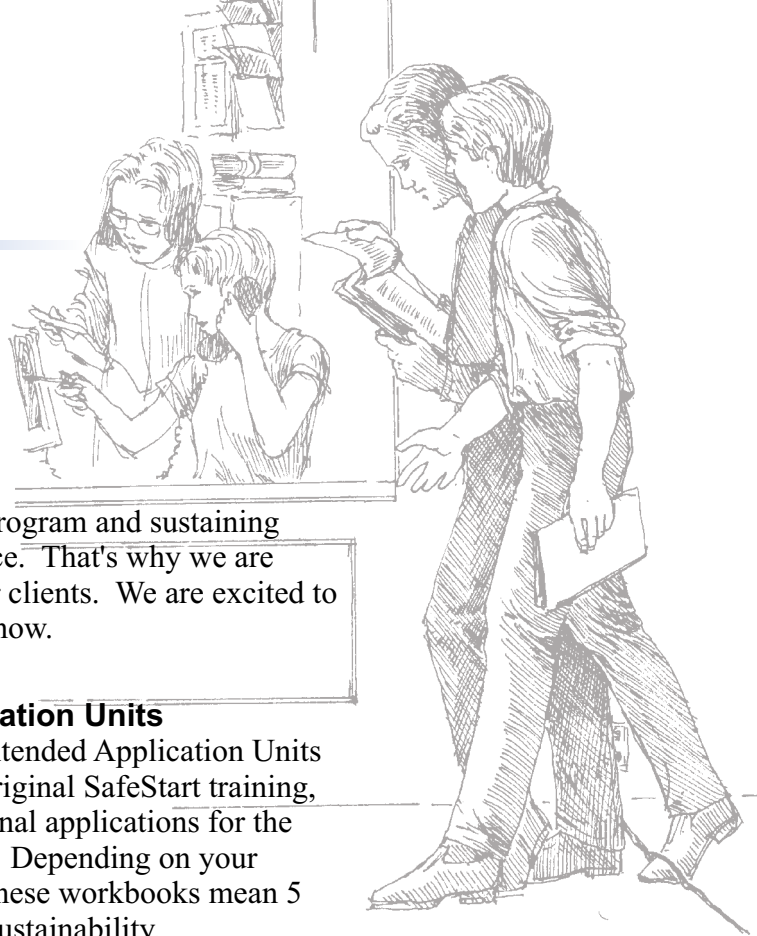 rogram and sustaining
ce. That's why we are
clients. We are excited to
now.
ation Units
tended Application Units
riginal SafeStart training,
nal applications for the
Depending on your
hese workbooks mean 5
ustainability